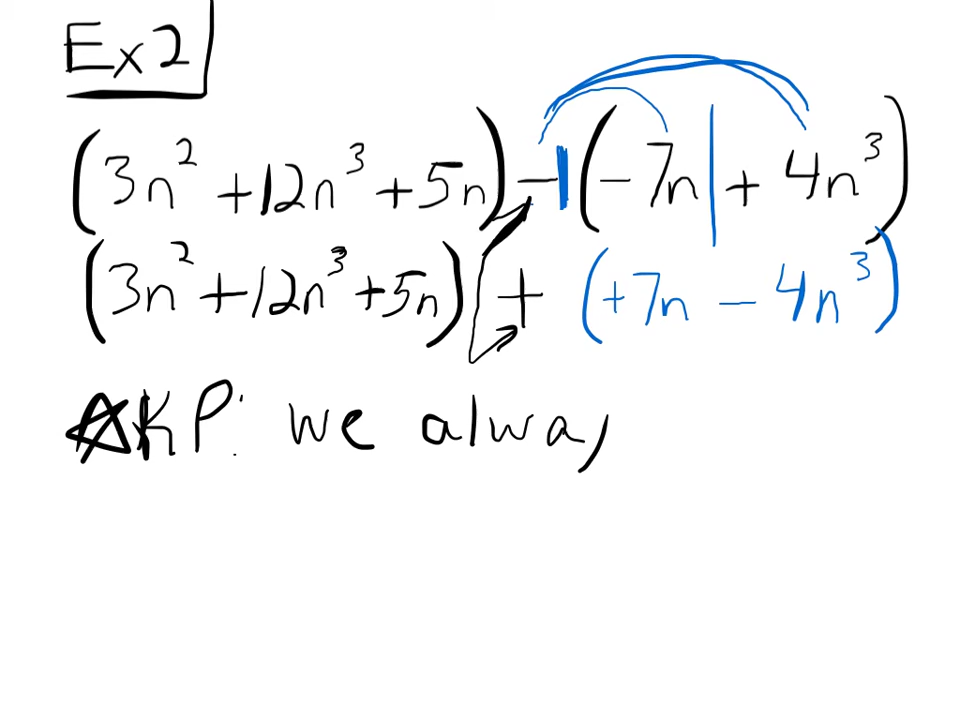 Ex2
(3n² +12n³ +5n) -1(-7n + 4n³)
(3n² +12n³ +5n) + (+7n - 4n³)
☆KP: we alway